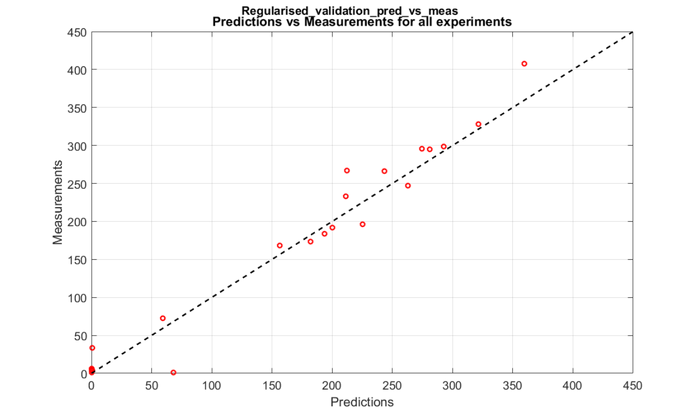 Regularised_validation_pred_vs_meas
Predictions vs Measurements for all experiments
450
400
350
300
250
200
150
100
50
0
Measurements
0 50 100 150 200 250 300 350 400 450
Predictions